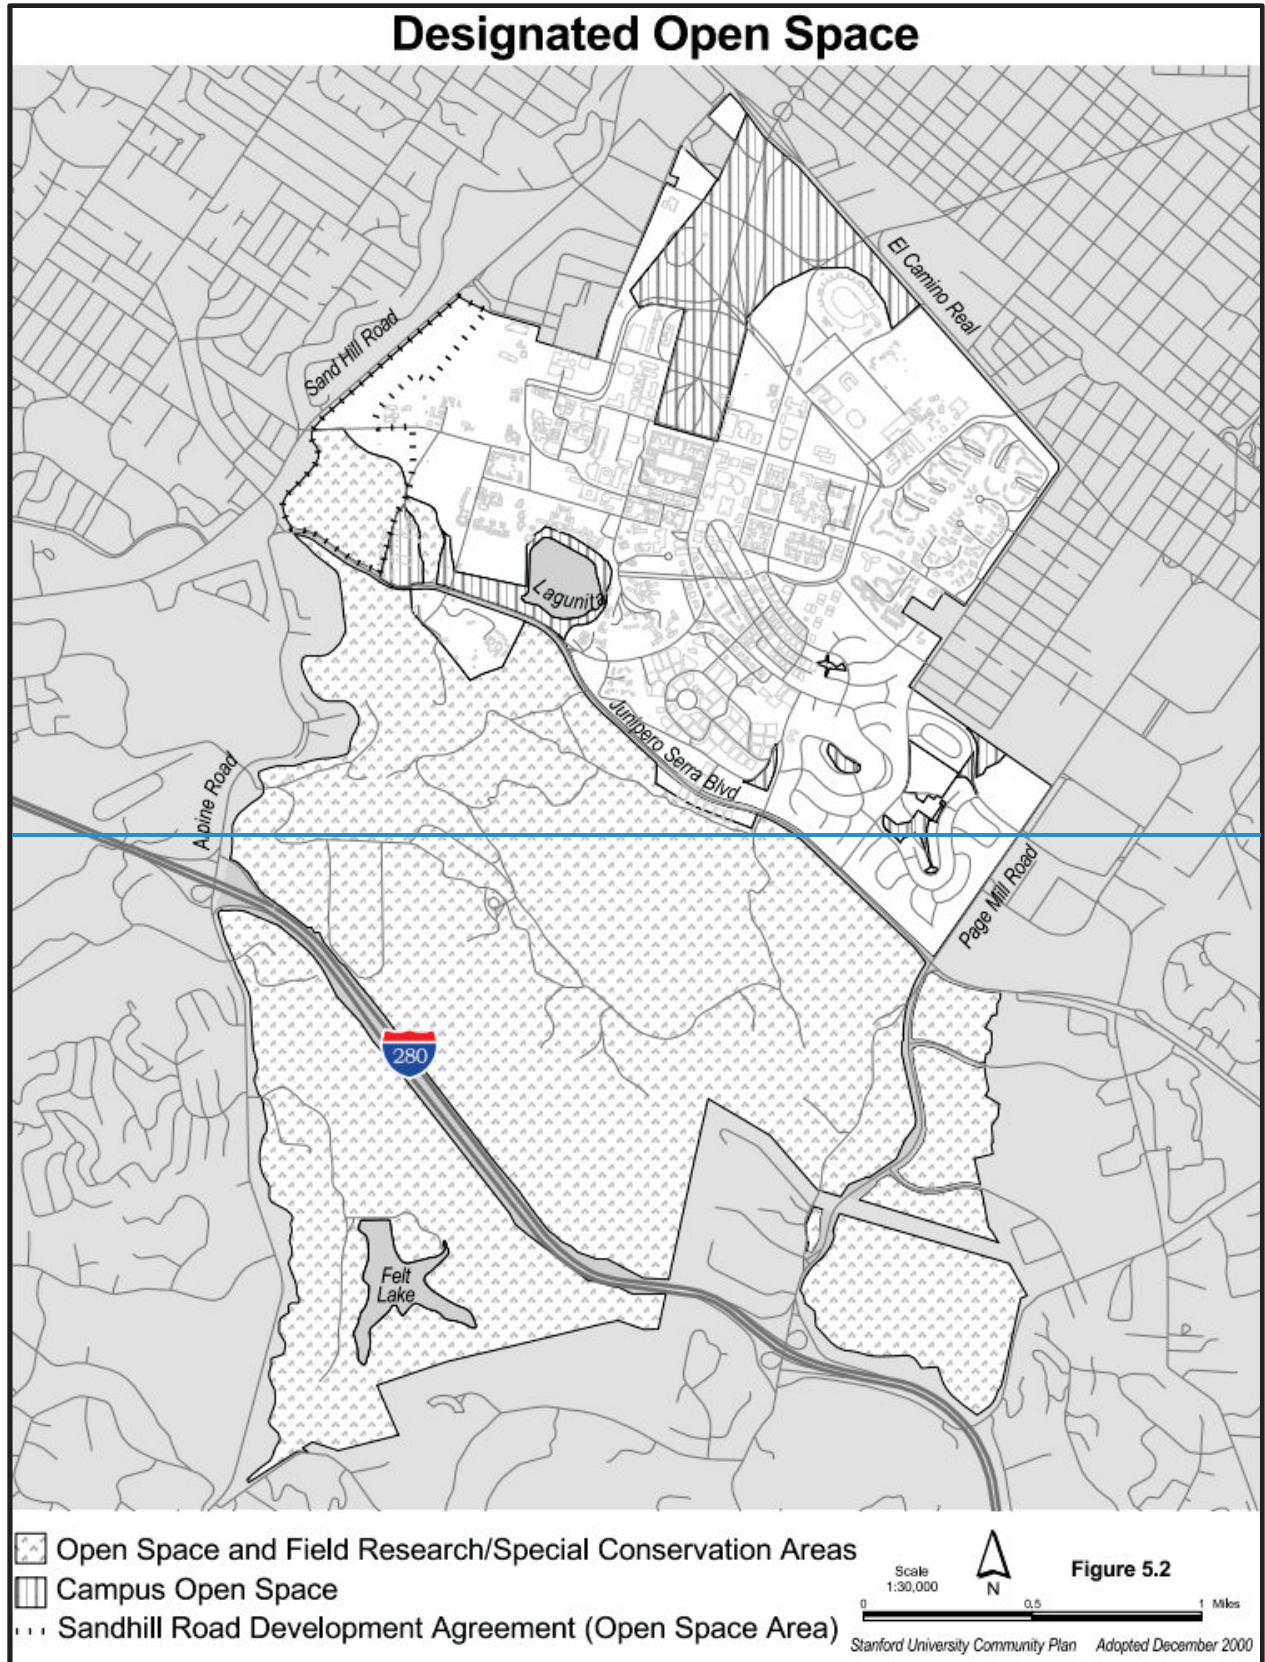 Designated Open Space
El Camino Real
Sand Hill Road
Lagunita
Junipero Serra Blvd
Alpine Road
Page Mill Road
280
Felt
Lake
Open Space and Field Research/Special Conservation Areas
Campus Open Space
Sandhill Road Development Agreement (Open Space Area)
Scale
1:30,000
N
Figure 5.2
0 0.5 1 Miles
Stanford University Community Plan Adopted December 2000